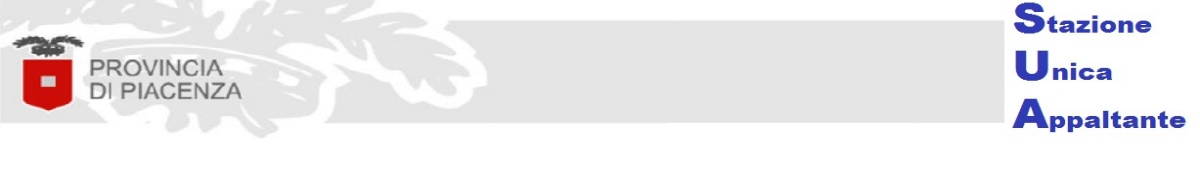 PROVINCIA
DI PIACENZA
Stazione
Unica
Appaltante